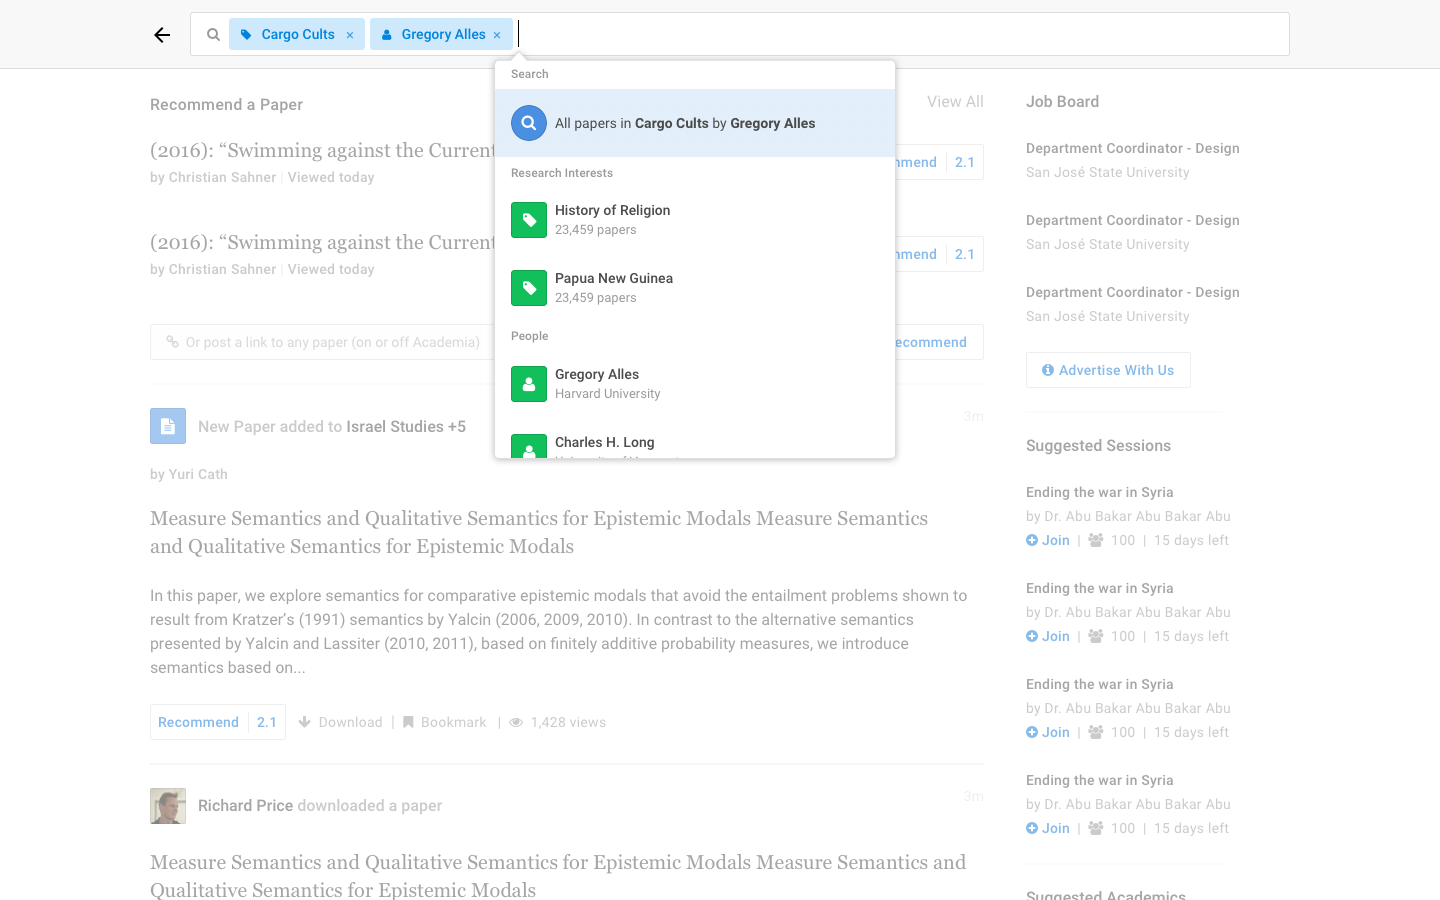 Cargo Cults ×
Gregory Alles ×
Search
All papers in Cargo Cults by Gregory Alles
Research Interests
History of Religion
23,459 papers
Papua New Guinea
23,459 papers
People
Gregory Alles
Harvard University
Charles H. Long
Recommend a Paper
View All
(2016): “Swimming against the Current
by Christian Sahner | Viewed today
mmend | 2.1
(2016): “Swimming against the Current
by Christian Sahner | Viewed today
mmend | 2.1
Or post a link to any paper (on or off Academia)
ecommend
New Paper added to Israel Studies +5
3m
by Yuri Cath
Measure Semantics and Qualitative Semantics for Epistemic Modals Measure Semantics
and Qualitative Semantics for Epistemic Modals
In this paper, we explore semantics for comparative epistemic modals that avoid the entailment problems shown to
result from Kratzer’s (1991) semantics by Yalcin (2006, 2009, 2010). In contrast to the alternative semantics
presented by Yalcin and Lassiter (2010, 2011), based on finitely additive probability measures, we introduce
semantics based on...
Recommend | 2.1 Download | Bookmark | 1,428 views
Richard Price downloaded a paper
3m
Measure Semantics and Qualitative Semantics for Epistemic Modals Measure Semantics and
Qualitative Semantics for Epistemic Modals
Job Board
Department Coordinator - Design
San José State University
Department Coordinator - Design
San José State University
Department Coordinator - Design
San José State University
Advertise With Us
Suggested Sessions
Ending the war in Syria
by Dr. Abu Bakar Abu Bakar Abu
Join | 100 | 15 days left
Ending the war in Syria
by Dr. Abu Bakar Abu Bakar Abu
Join | 100 | 15 days left
Ending the war in Syria
by Dr. Abu Bakar Abu Bakar Abu
Join | 100 | 15 days left
Ending the war in Syria
by Dr. Abu Bakar Abu Bakar Abu
Join | 100 | 15 days left
Suggested Academics